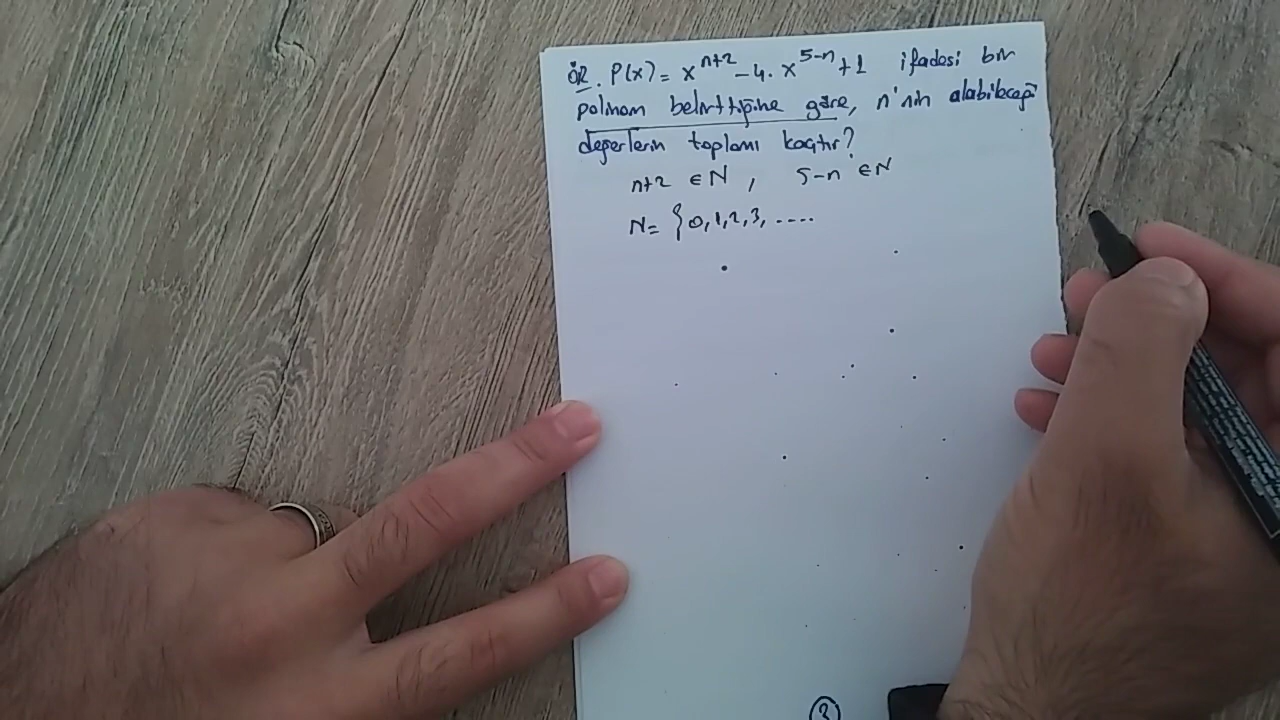 ÖR. P(x) = x^(n+2) - 4. x^(5-n) + 1 ifadesi bir
polinom belirttiğine göre, n'nin alabileceği
değerlerin toplamı kaçtır?
n+2 ∈ N , 5-n ∈ N
N = {0, 1, 2, 3, ....
3